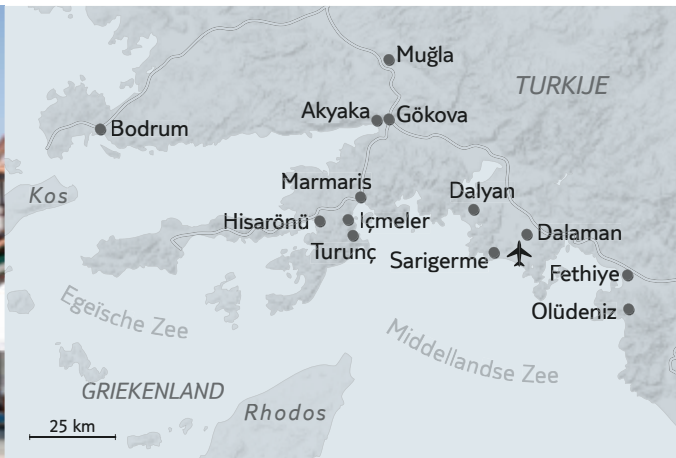 Muğla
TURKIJE
Akyaka
Gökova
Bodrum
Marmaris
Dalyan
Kos
Hisarönü
Içmeler
Dalaman
Turunç
Sarigerme
Fethiye
Olüdeniz
Egeïsche Zee
Middellandse Zee
GRIEKENLAND
Rhodos
25 km